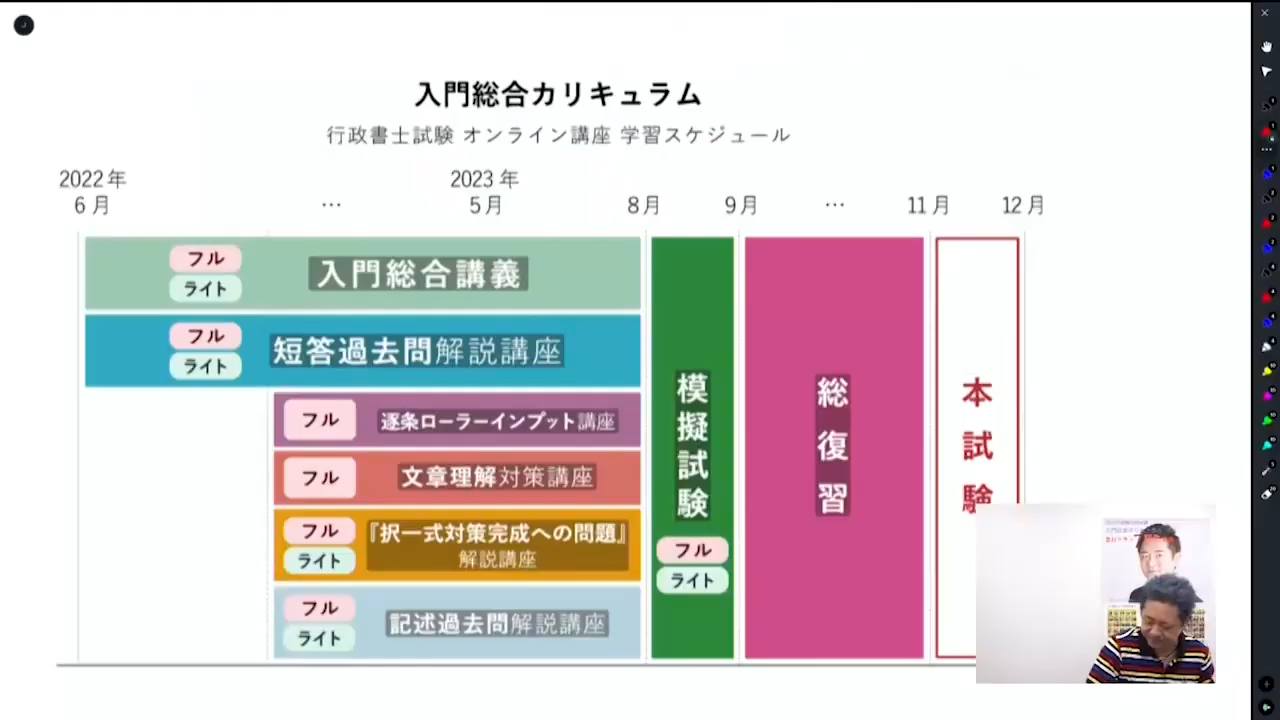 入門総合カリキュラム
行政書士試験 オンライン講座 学習スケジュール
2022年
2023年
6月
…
5月
8月
9月
…
11月
12月
フル
ライト
入門総合講義
フル
ライト
短答過去問解説講座
フル
逐条ローラーインプット講座
フル
文章理解対策講座
フル
ライト
『択一式対策完成への問題』
解説講座
フル
ライト
記述過去問解説講座
模擬試験
フル
ライト
総復習
本試験